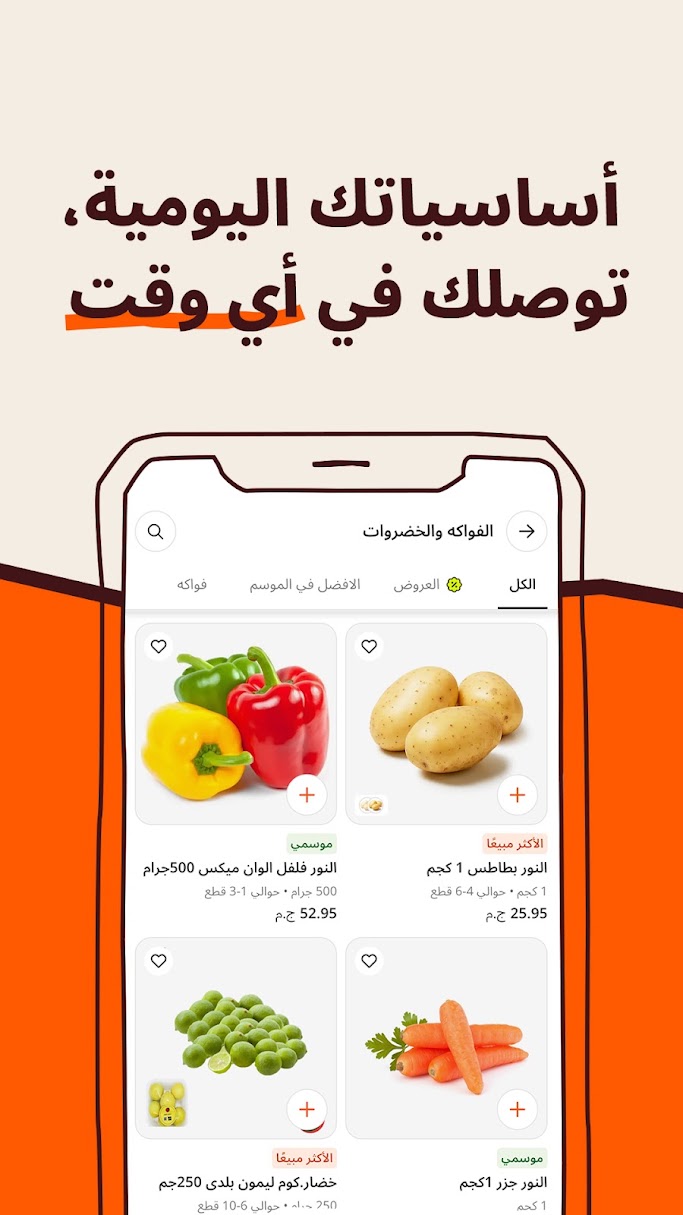 أساسياتك اليومية،
توصلك في أي وقت
الفواكه والخضروات
الكل
العروض
الافضل في الموسم
فواكه
الأكثر مبيعًا
النور بطاطس 1 كجم
1 كجم • حوالي 4-6 قطع
25.95 ج.م
موسمي
النور فلفل الوان ميكس 500جرام
500 جرام • حوالي 1-3 قطع
52.95 ج.م
موسمي
النور جزر 1كجم
1 كجم
الأكثر مبيعًا
خضار.كوم ليمون بلدى 250جم
250 جرام • حوالي 6-10 قطع